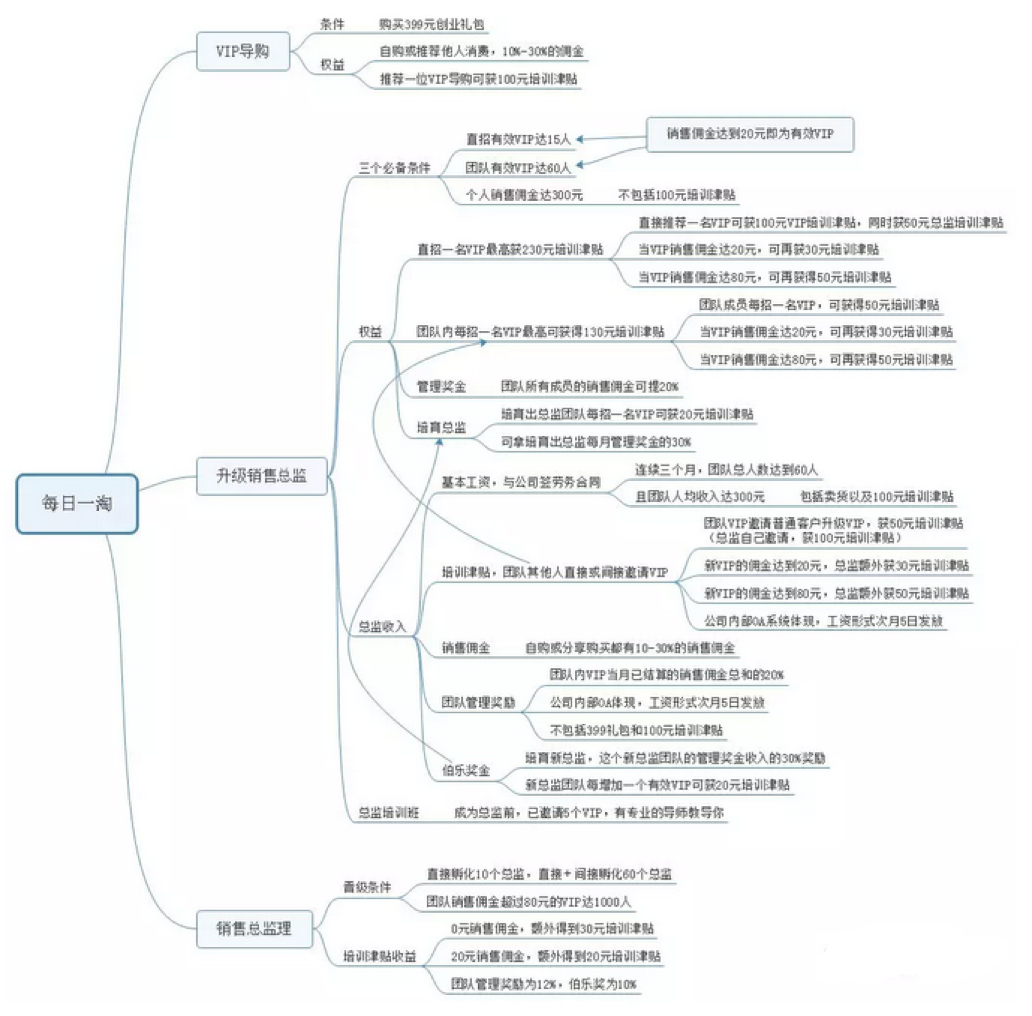 每日一淘
VIP导购
条件 购买399元创业礼包
权益
自购或推荐他人消费，10%-30%的佣金
推荐一位VIP导购可获100元培训津贴
升级销售总监
三个必备条件
直招有效VIP达15人
团队有效VIP达60人
销售佣金达到20元即为有效VIP
个人销售佣金达300元 不包括100元培训津贴
权益
直招一名VIP最高获230元培训津贴
直接推荐一名VIP可获100元VIP培训津贴，同时获50元总监培训津贴
当VIP销售佣金达20元，可再获30元培训津贴
当VIP销售佣金达80元，可再获得50元培训津贴
团队内每招一名VIP最高可获得130元培训津贴
团队成员每招一名VIP，可获得50元培训津贴
当VIP销售佣金达20元，可再获得30元培训津贴
当VIP销售佣金达80元，可再获得50元培训津贴
管理奖金 团队所有成员的销售佣金可提20%
培育总监
培育出总监团队每招一名VIP可获20元培训津贴
可拿培育出总监每月管理奖金的30%
总监收入
基本工资，与公司签劳务合同
连续三个月，团队总人数达到60人
且团队人均收入达300元 包括卖货以及100元培训津贴
培训津贴，团队其他人直接或间接邀请VIP
团队VIP邀请普通客户升级VIP，获50元培训津贴
（总监自己邀请，获100元培训津贴）
新VIP的佣金达到20元，总监额外获30元培训津贴
新VIP的佣金达到80元，总监额外获50元培训津贴
公司内部OA系统体现，工资形式次月5日发放
销售佣金 自购或分享购买都有10-30%的销售佣金
团队管理奖励
团队内VIP当月已结算的销售佣金总和的20%
公司内部OA体现，工资形式次月5日发放
不包括399礼包和100元培训津贴
伯乐奖金
培育新总监，这个新总监团队的管理奖金收入的30%奖励
新总监团队每增加一个有效VIP可获20元培训津贴
总监培训班 成为总监前，已邀请5个VIP，有专业的导师教导你
销售总监理
晋级条件
直接孵化10个总监，直接+间接孵化60个总监
团队销售佣金超过80元的VIP达1000人
培训津贴收益
0元销售佣金，额外得到30元培训津贴
20元销售佣金，额外得到20元培训津贴
团队管理奖励为12%，伯乐奖为10%